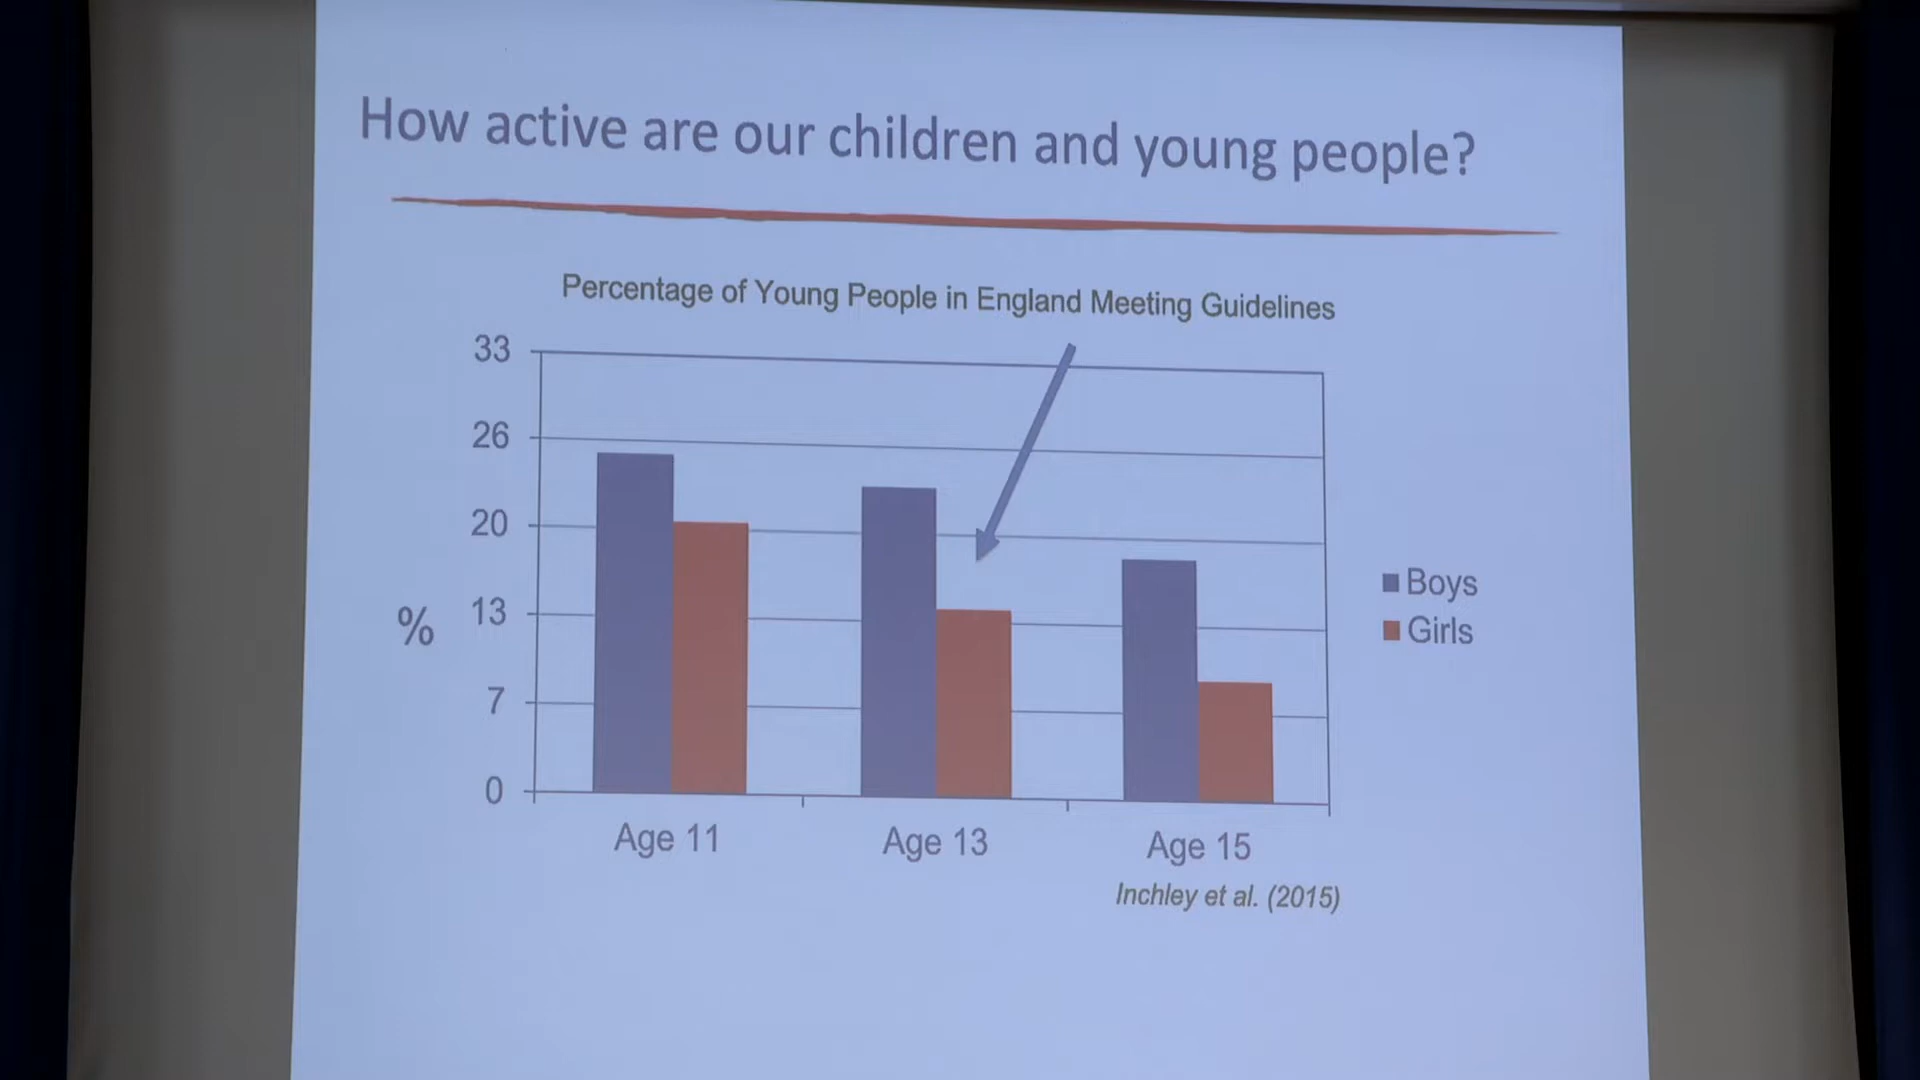 How active are our children and young people?
Percentage of Young People in England Meeting Guidelines
33
26
20
13
7
0
%
Age 11
Age 13
Age 15
Boys
Girls
Inchley et al. (2015)